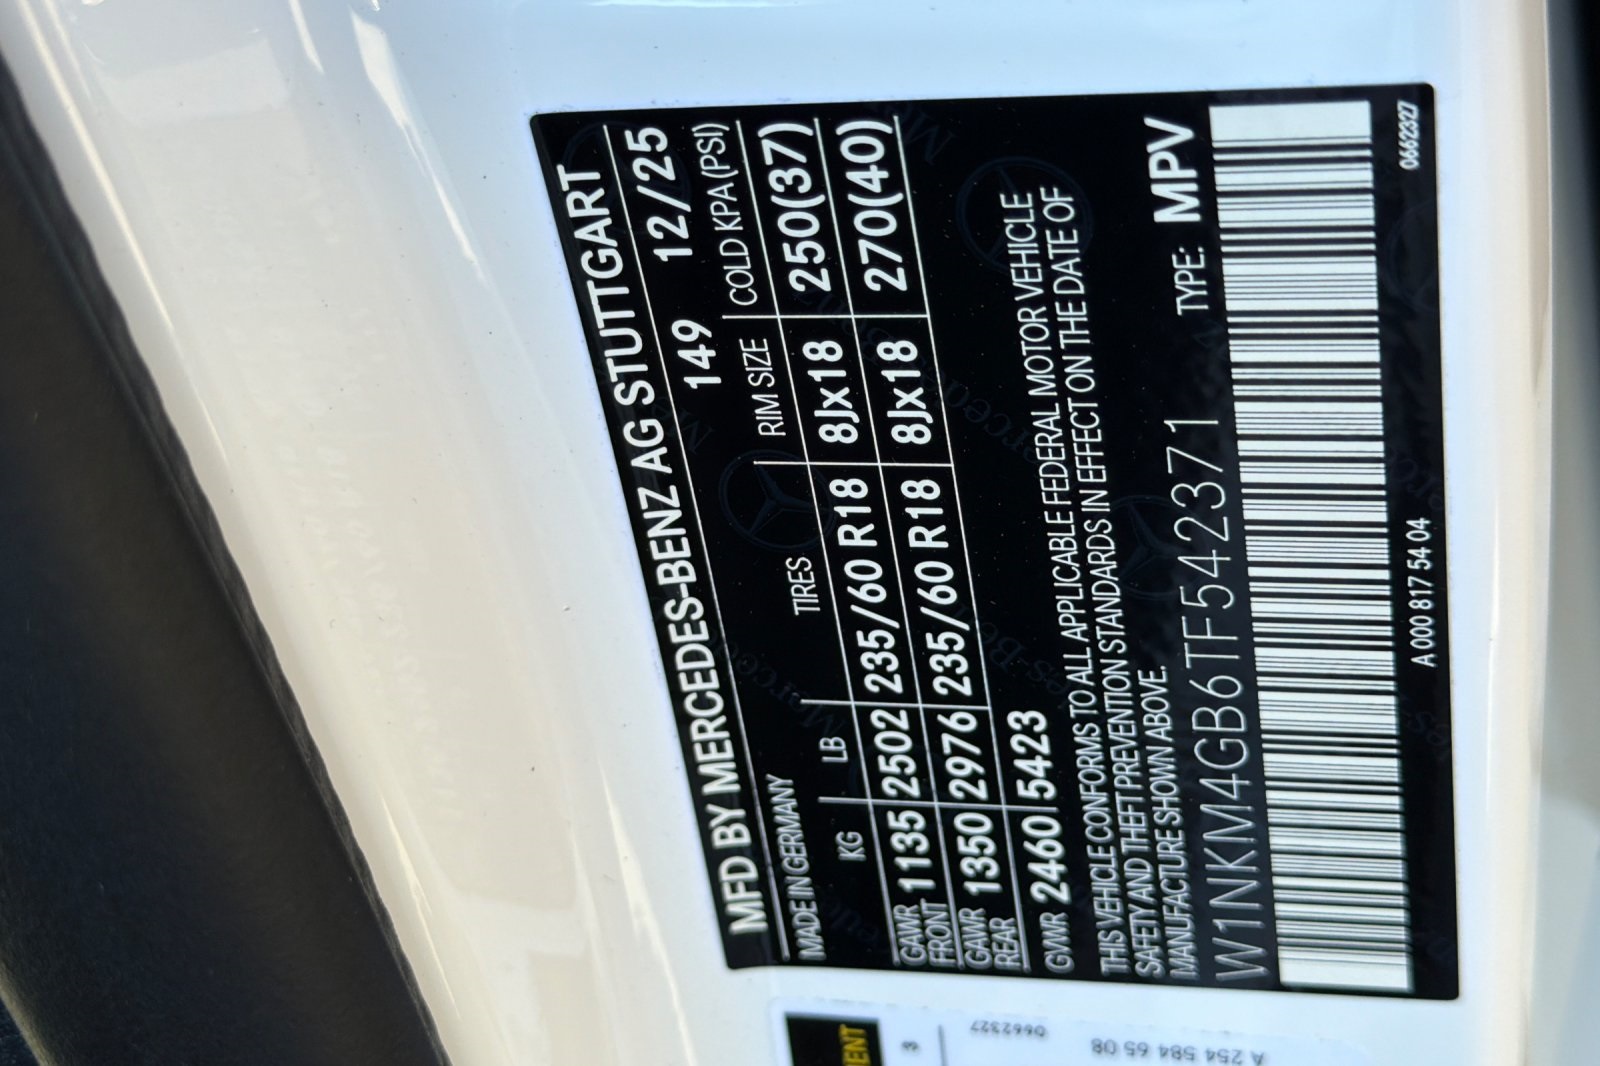 MFD BY MERCEDES-BENZ AG STUTTGART
MADE IN GERMANY 149 12/25
KG LB TIRES RIM SIZE COLD KPA(PSI)
GAWR FRONT 1135 2502 235/60 R18 8Jx18 250(37)
GAWR REAR 1350 2976 235/60 R18 8Jx18 270(40)
GVWR 2460 5423
THIS VEHICLE CONFORMS TO ALL APPLICABLE FEDERAL MOTOR VEHICLE
SAFETY AND THEFT PREVENTION STANDARDS IN EFFECT ON THE DATE OF
MANUFACTURE SHOWN ABOVE.
W1NKM4GB6TF542371 TYPE: MPV
A 000 817 54 04 0662327
3
0662327
A 254 584 65 08